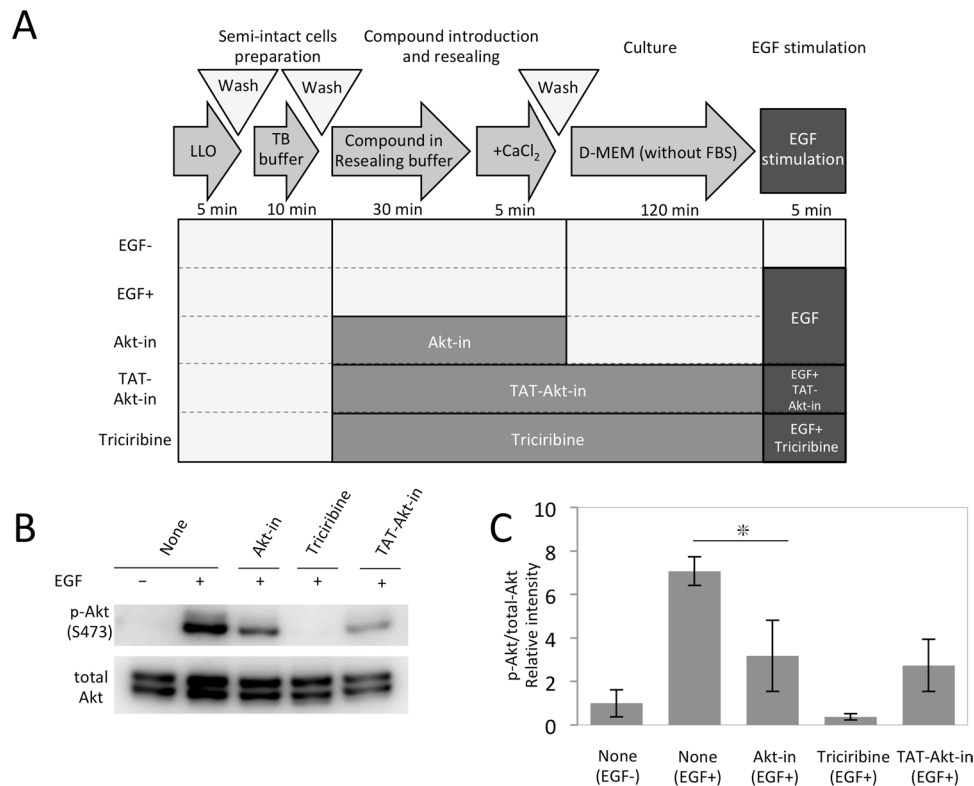 A
Semi-intact cells
preparation
Compound introduction
and resealing
Culture
EGF stimulation
Wash
Wash
Wash
LLO
TB
buffer
Compound in
Resealing buffer
+CaCl₂
D-MEM (without FBS)
EGF
stimulation
5 min
10 min
30 min
5 min
120 min
5 min
EGF-
EGF+
Akt-in
Akt-in
EGF
TAT-
Akt-in
TAT-Akt-in
EGF+
TAT-
Akt-in
Triciribine
Triciribine
EGF+
Triciribine
B
None
Akt-in
Triciribine
TAT-Akt-in
EGF
–
+
+
+
+
p-Akt
(S473)
total
Akt
C
p-Akt/total-Akt
Relative intensity
10
8
6
4
2
0
※
None
(EGF-)
None
(EGF+)
Akt-in
(EGF+)
Triciribine
(EGF+)
TAT-Akt-in
(EGF+)